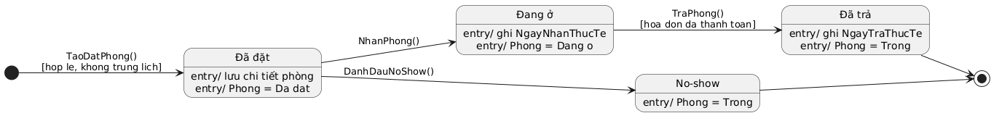 TaoDatPhong()
[hop le, khong trung lich]
Đã đặt
entry/ lưu chi tiết phòng
entry/ Phong = Da dat
NhanPhong()
DanhDauNoShow()
Đang ở
entry/ ghi NgayNhanThucTe
entry/ Phong = Dang o
No-show
entry/ Phong = Trong
TraPhong()
[hoa don da thanh toan]
Đã trả
entry/ ghi NgayTraThucTe
entry/ Phong = Trong